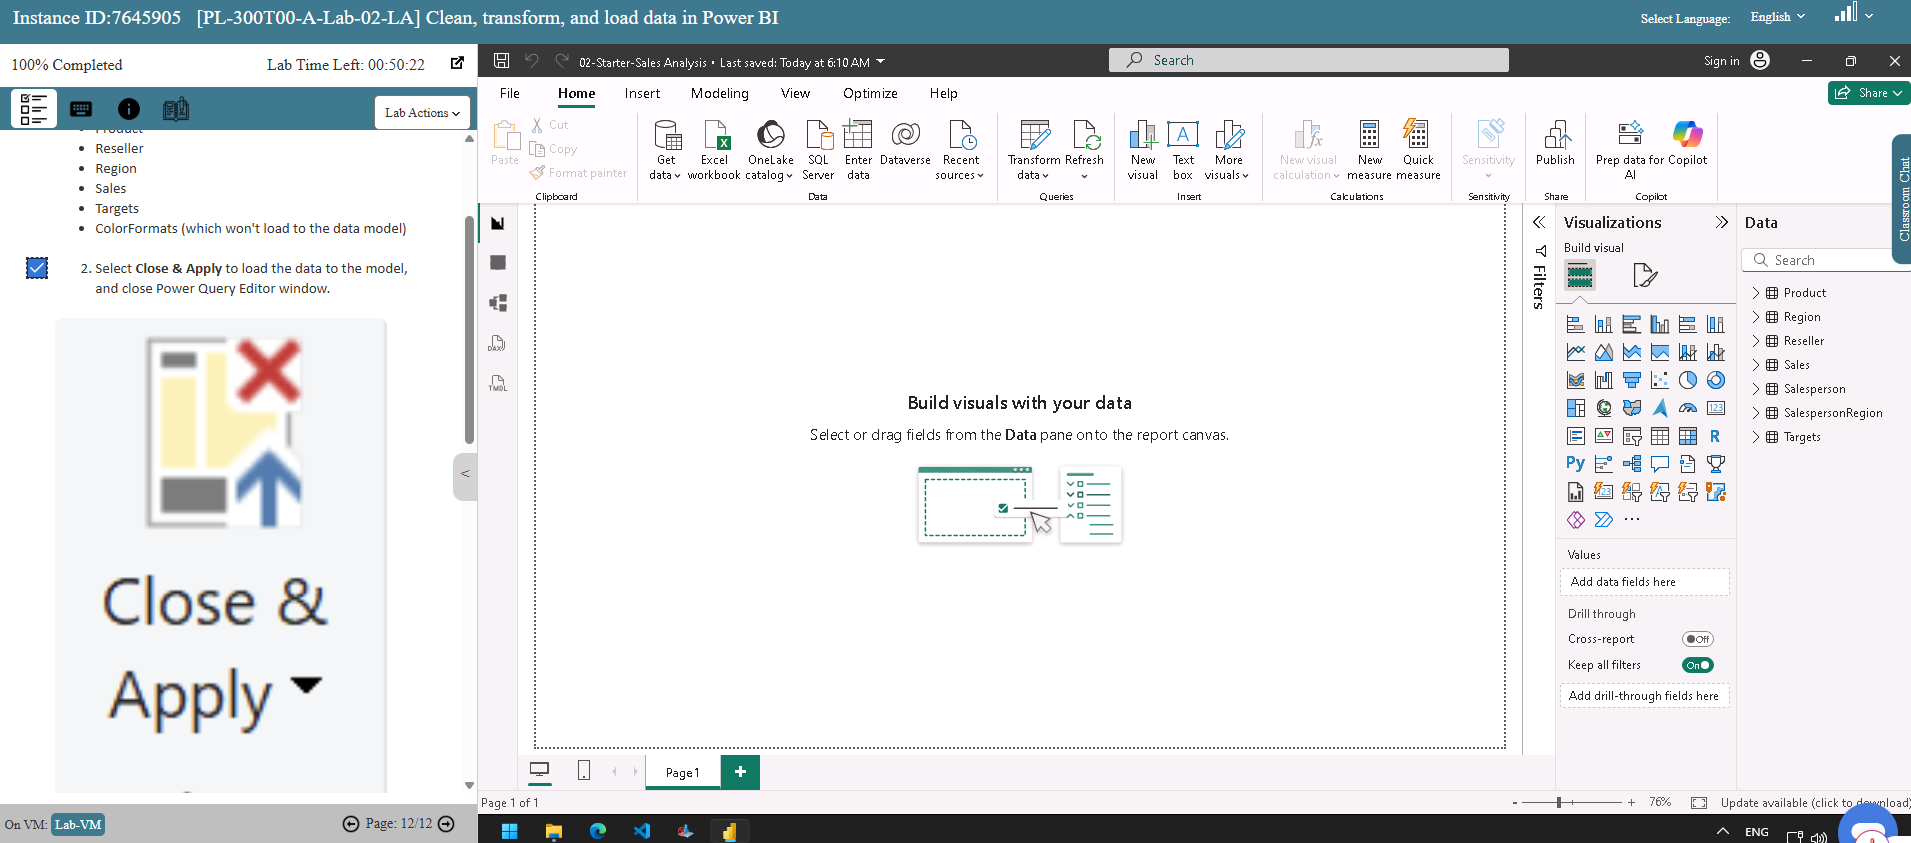 Instance ID:7645905 [PL-300T00-A-Lab-02-LA] Clean, transform, and load data in Power BI
Select Language: English
100% Completed
Lab Time Left: 00:50:22
Lab Actions
Product
Reseller
Region
Sales
Targets
ColorFormats (which won't load to the data model)
2. Select Close & Apply to load the data to the model,
and close Power Query Editor window.
Close &
Apply
<
On VM: Lab-VM
Page: 12/12
02-Starter-Sales Analysis • Last saved: Today at 6:10 AM
Search
Sign in
File Home Insert Modeling View Optimize Help
Share
Paste
Cut
Copy
Format painter
Clipboard
Get data
Excel workbook
OneLake catalog
SQL Server
Enter data
Dataverse
Recent sources
Data
Transform data
Refresh
Queries
New visual
Text box
More visuals
Insert
New visual calculation
New measure
Quick measure
Calculations
Sensitivity
Sensitivity
Publish
Share
Prep data for AI
Copilot
Copilot
Classroom Chat
DAX
TMDL
Build visuals with your data
Select or drag fields from the Data pane onto the report canvas.
Filters
Visualizations
Build visual
123
R
Py
123
Values
Add data fields here
Drill through
Cross-report
Off
Keep all filters
On
Add drill-through fields here
Data
Search
Product
Region
Reseller
Sales
Salesperson
SalespersonRegion
Targets
Page 1
Page 1 of 1
- + 76%
Update available (click to download)
ENG